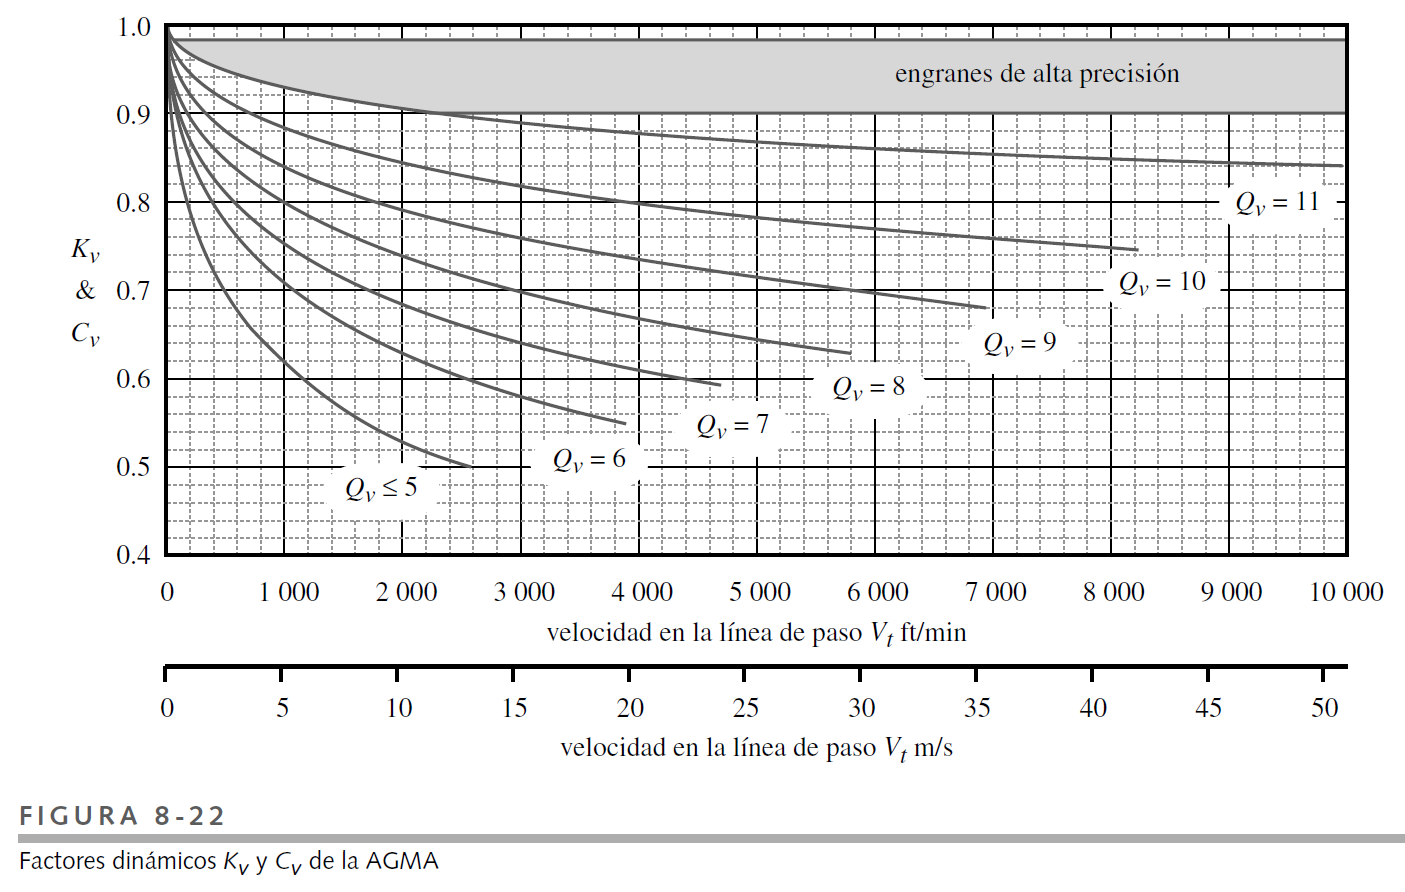 1.0
engranes de alta precisión
0.9
0.8
Qv = 11
Kv
&
Cv
0.7
Qv = 10
Qv = 9
0.6
Qv = 8
Qv = 7
0.5
Qv = 6
Qv ≤ 5
0.4
0 1 000 2 000 3 000 4 000 5 000 6 000 7 000 8 000 9 000 10 000
velocidad en la línea de paso Vt ft/min
0 5 10 15 20 25 30 35 40 45 50
velocidad en la línea de paso Vt m/s
FIGURA 8-22
Factores dinámicos Kv y Cv de la AGMA